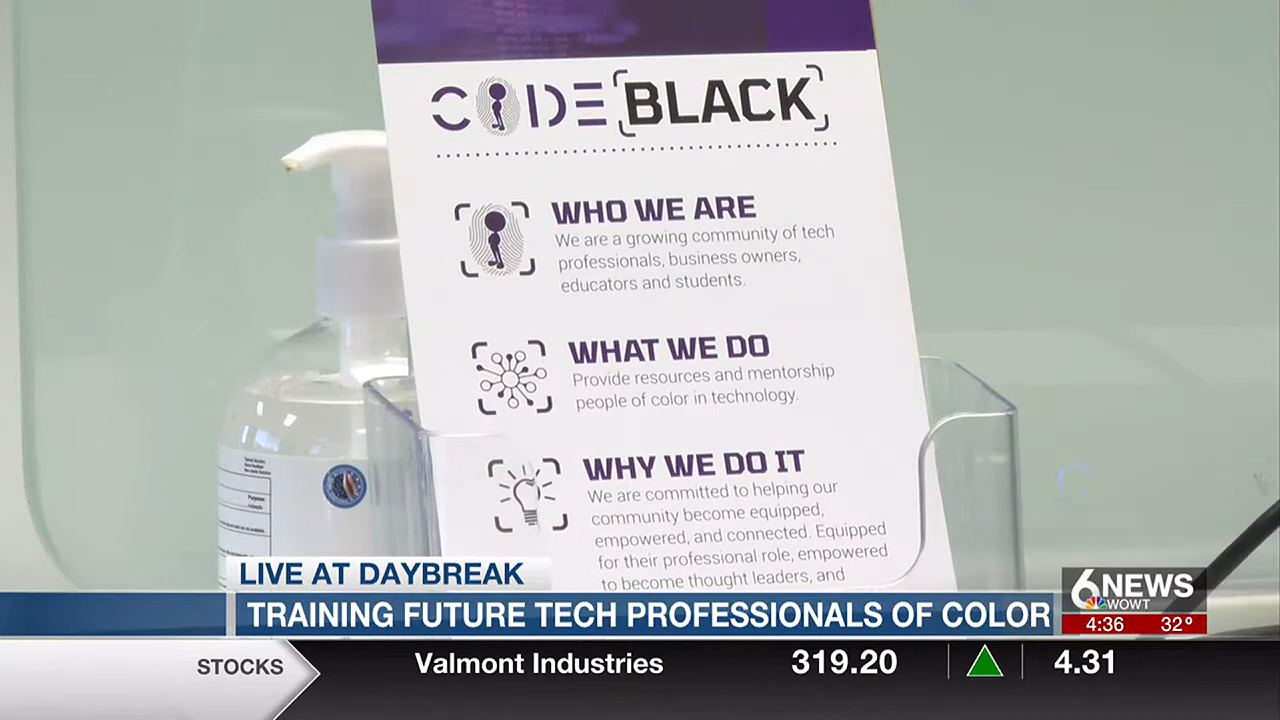 CODE [BLACK]
WHO WE ARE
We are a growing community of tech
professionals, business owners,
educators and students.
WHAT WE DO
Provide resources and mentorship
people of color in technology.
WHY WE DO IT
We are committed to helping our
community become equipped,
empowered, and connected. Equipped
for their professional role, empowered
to become thought leaders, and
LIVE AT DAYBREAK
TRAINING FUTURE TECH PROFESSIONALS OF COLOR
6 NEWS
WOWT
4:36 32°
STOCKS Valmont Industries 319.20 4.31